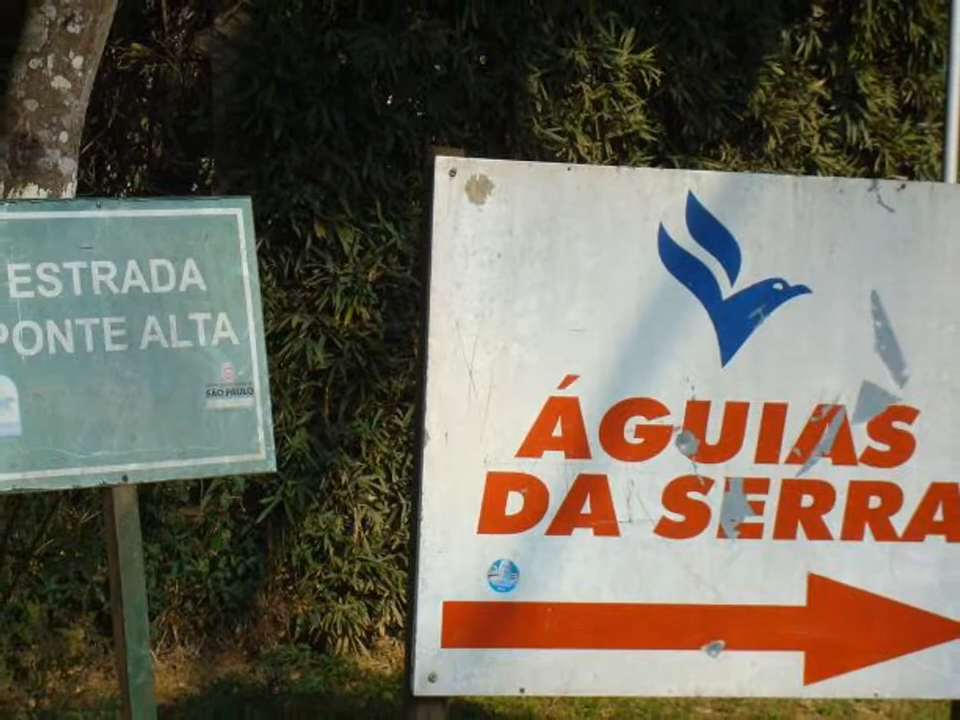 ESTRADA
PONTE ALTA
SÃO PAULO
ÁGUIAS
DA SERRA